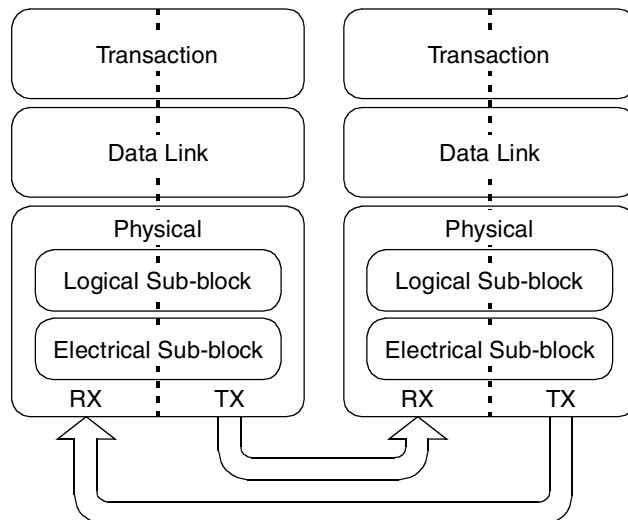 Transaction
Data Link
Physical
Logical Sub-block
Electrical Sub-block
RX TX
Transaction
Data Link
Physical
Logical Sub-block
Electrical Sub-block
RX TX